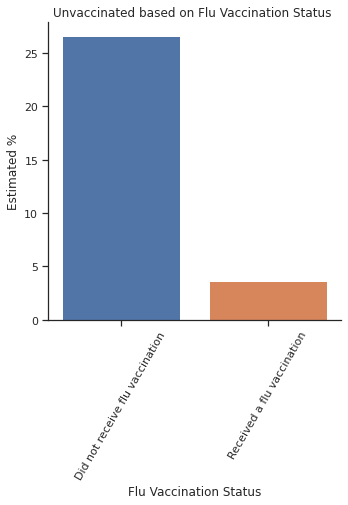 Unvaccinated based on Flu Vaccination Status
Estimated %
25
20
15
10
5
0
Did not receive flu vaccination
Received a flu vaccination
Flu Vaccination Status